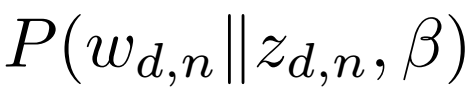 $P(w_{d,n} \| z_{d,n}, \beta)$